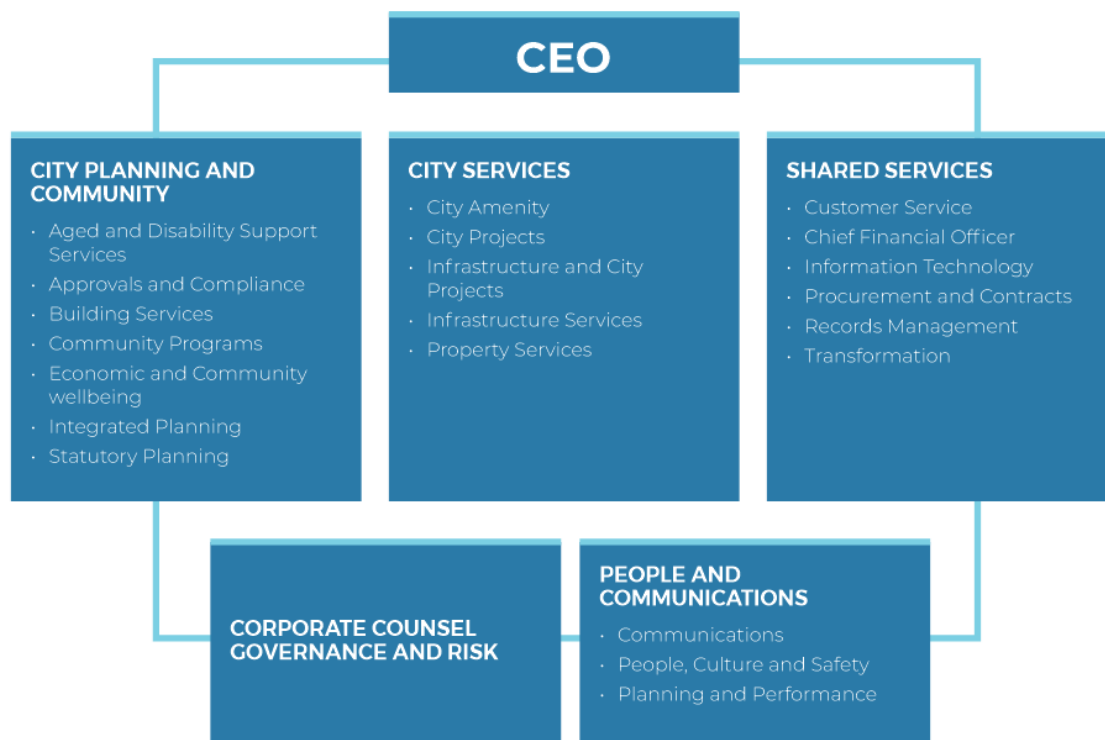 CEO
CITY PLANNING AND
COMMUNITY
· Aged and Disability Support
Services
· Approvals and Compliance
· Building Services
· Community Programs
· Economic and Community
wellbeing
· Integrated Planning
· Statutory Planning
CITY SERVICES
· City Amenity
· City Projects
· Infrastructure and City
Projects
· Infrastructure Services
· Property Services
SHARED SERVICES
· Customer Service
· Chief Financial Officer
· Information Technology
· Procurement and Contracts
· Records Management
· Transformation
CORPORATE COUNSEL
GOVERNANCE AND RISK
PEOPLE AND
COMMUNICATIONS
· Communications
· People, Culture and Safety
· Planning and Performance